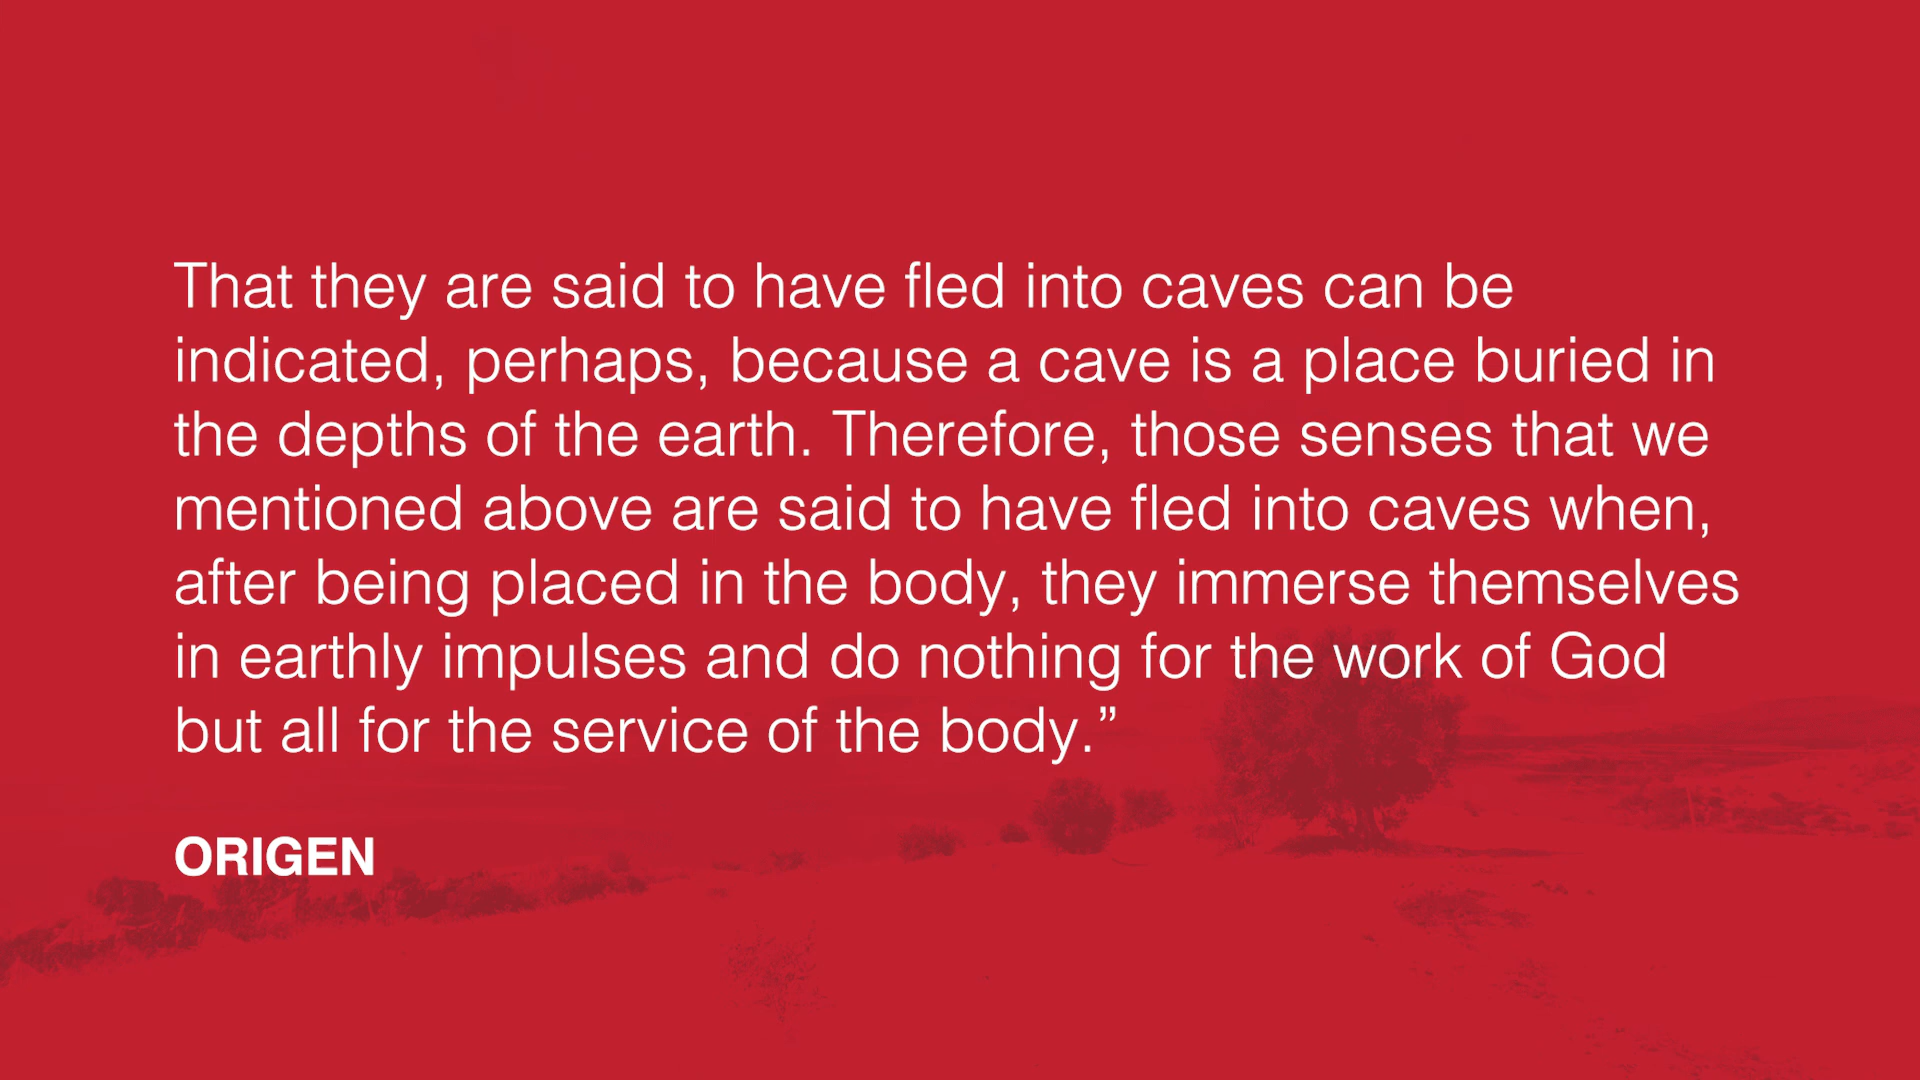 That they are said to have fled into caves can be
indicated, perhaps, because a cave is a place buried in
the depths of the earth. Therefore, those senses that we
mentioned above are said to have fled into caves when,
after being placed in the body, they immerse themselves
in earthly impulses and do nothing for the work of God
but all for the service of the body.”
ORIGEN